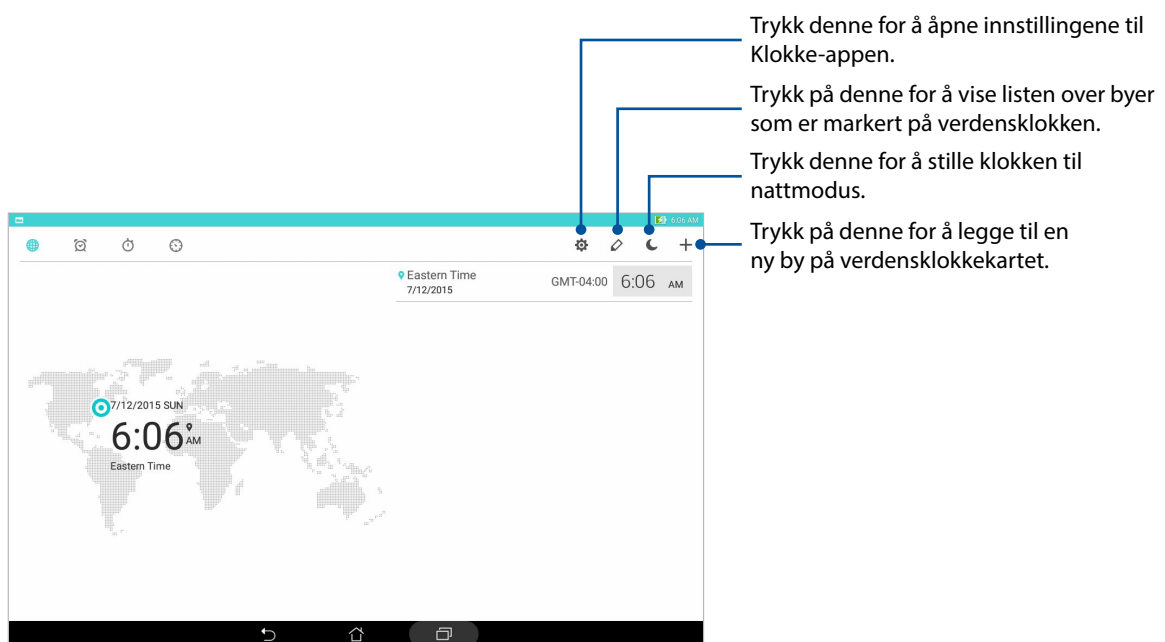 Trykk denne for å åpne innstillingene til
Klokke-appen.
Trykk på denne for å vise listen over byer
som er markert på verdensklokken.
Trykk denne for å stille klokken til
nattmodus.
Trykk på denne for å legge til en
ny by på verdensklokkekartet.
6:06 AM
Eastern Time
7/12/2015
GMT-04:00 6:06 AM
7/12/2015 SUN
6:06 AM
Eastern Time